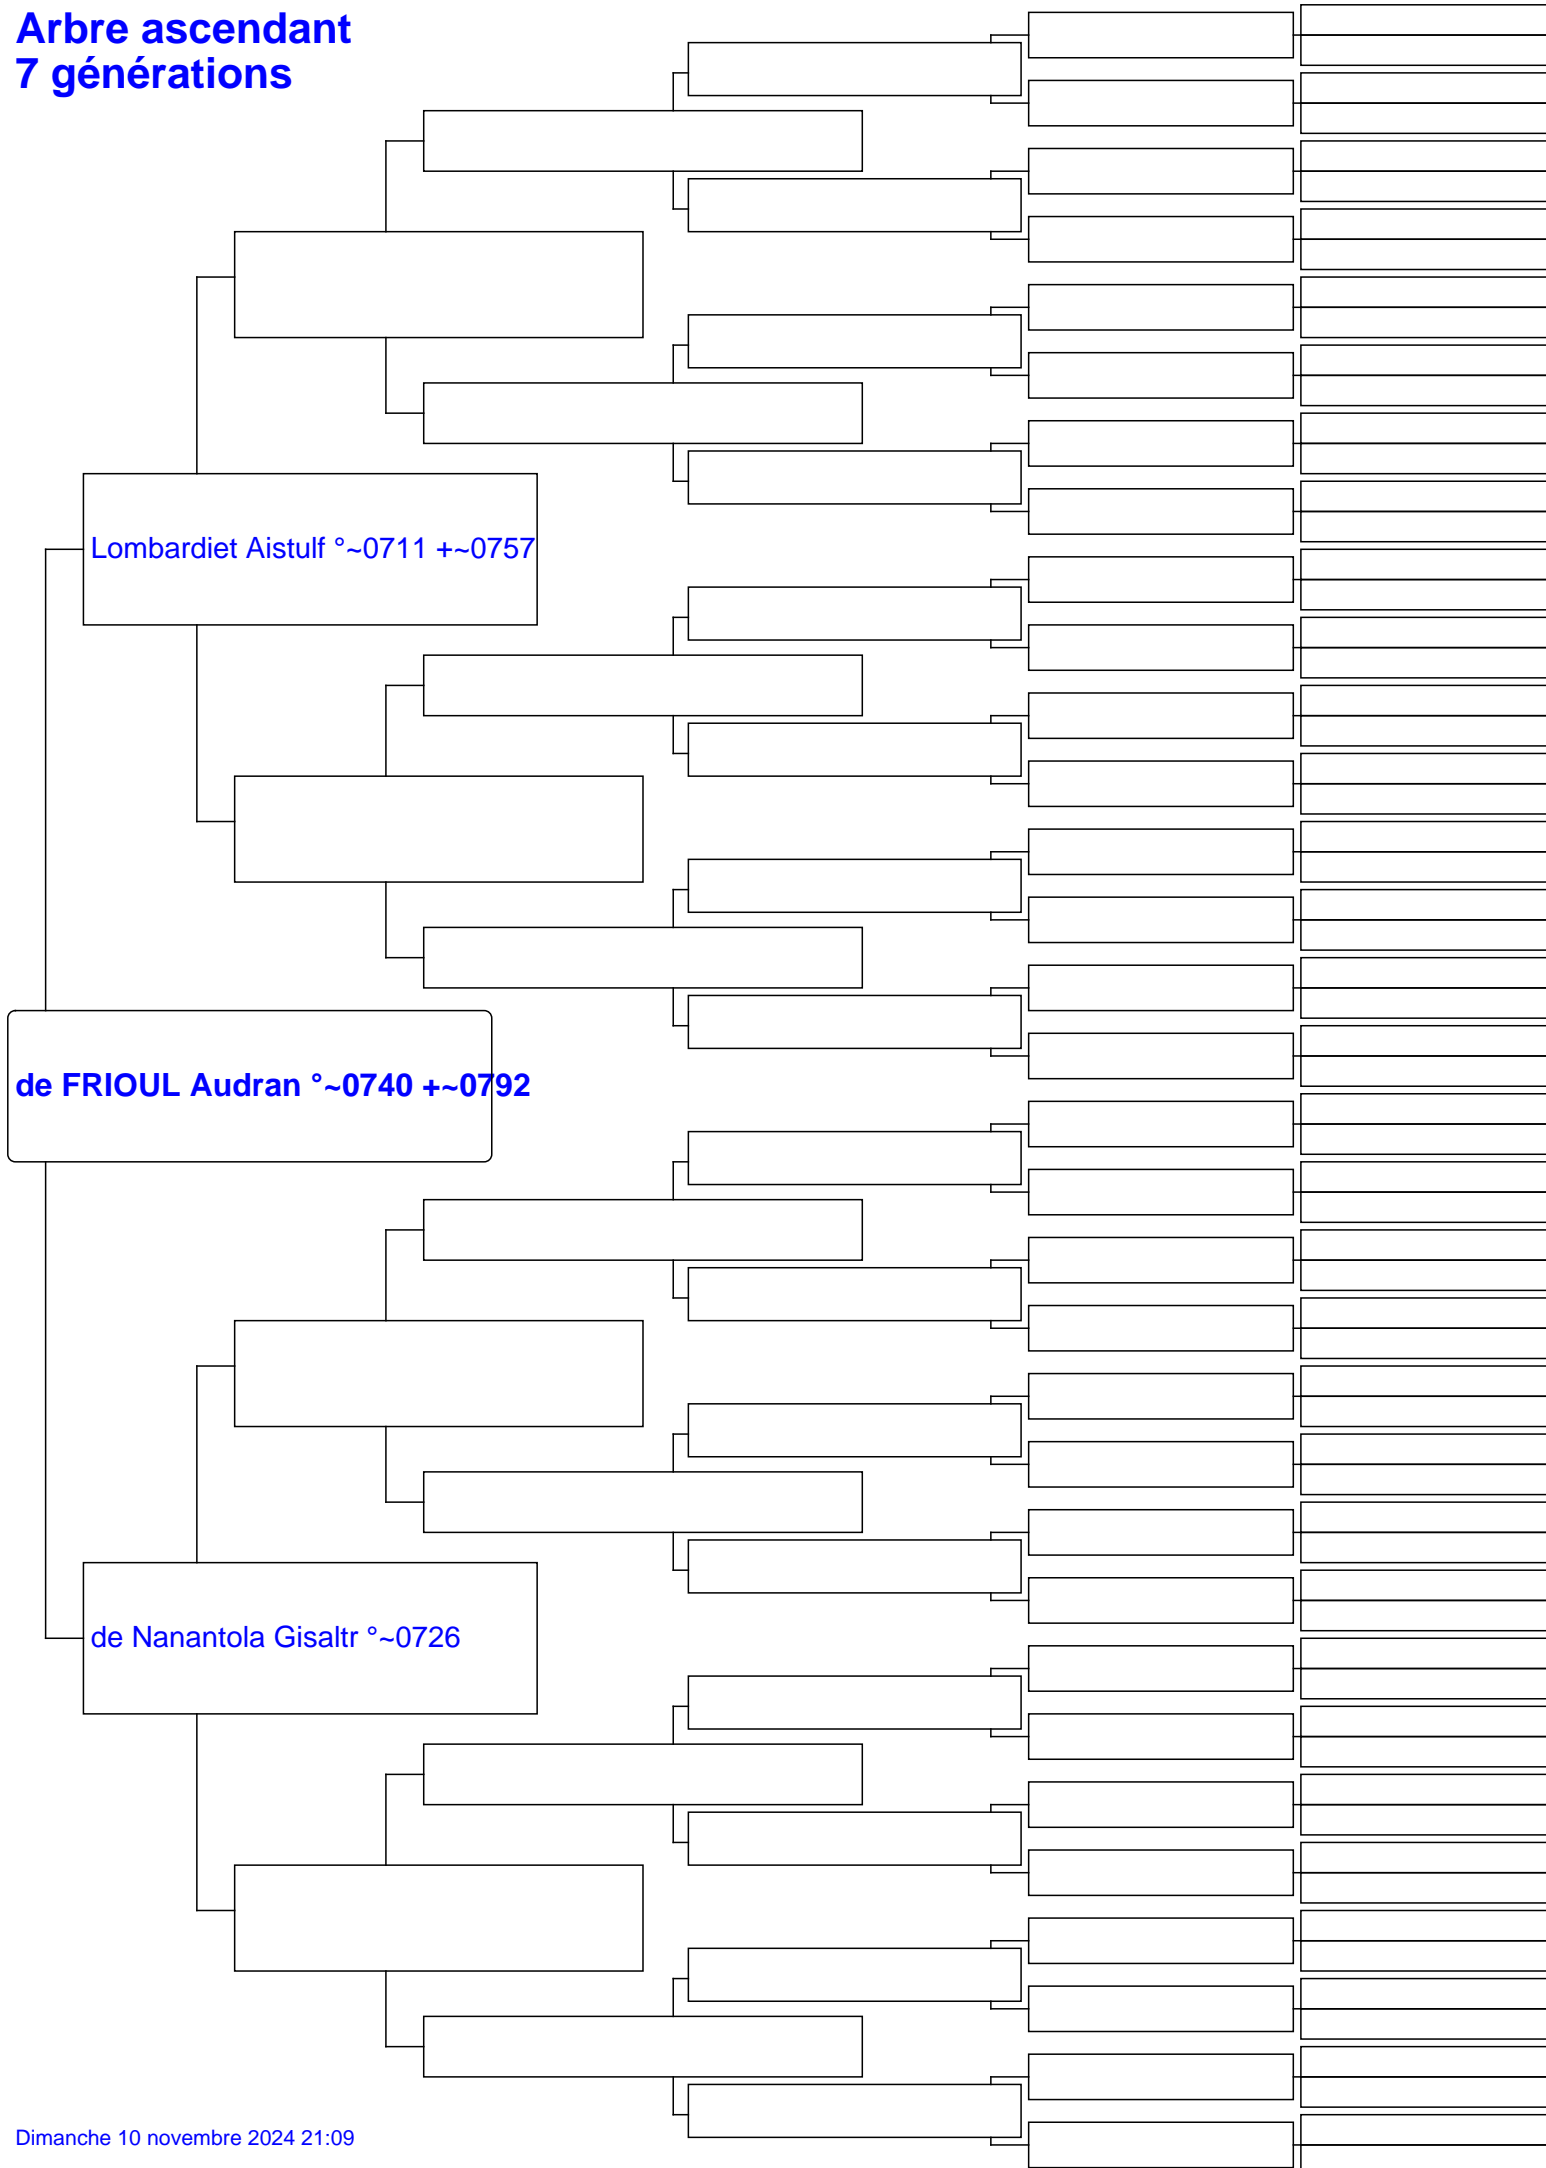 Arbre ascendant
7 générations
Lombardiet Aistulf °~0711 +~0757
de FRIOUL Audran °~0740 +~0792
de Nanantola Gisaltr °~0726
Dimanche 10 novembre 2024 21:09